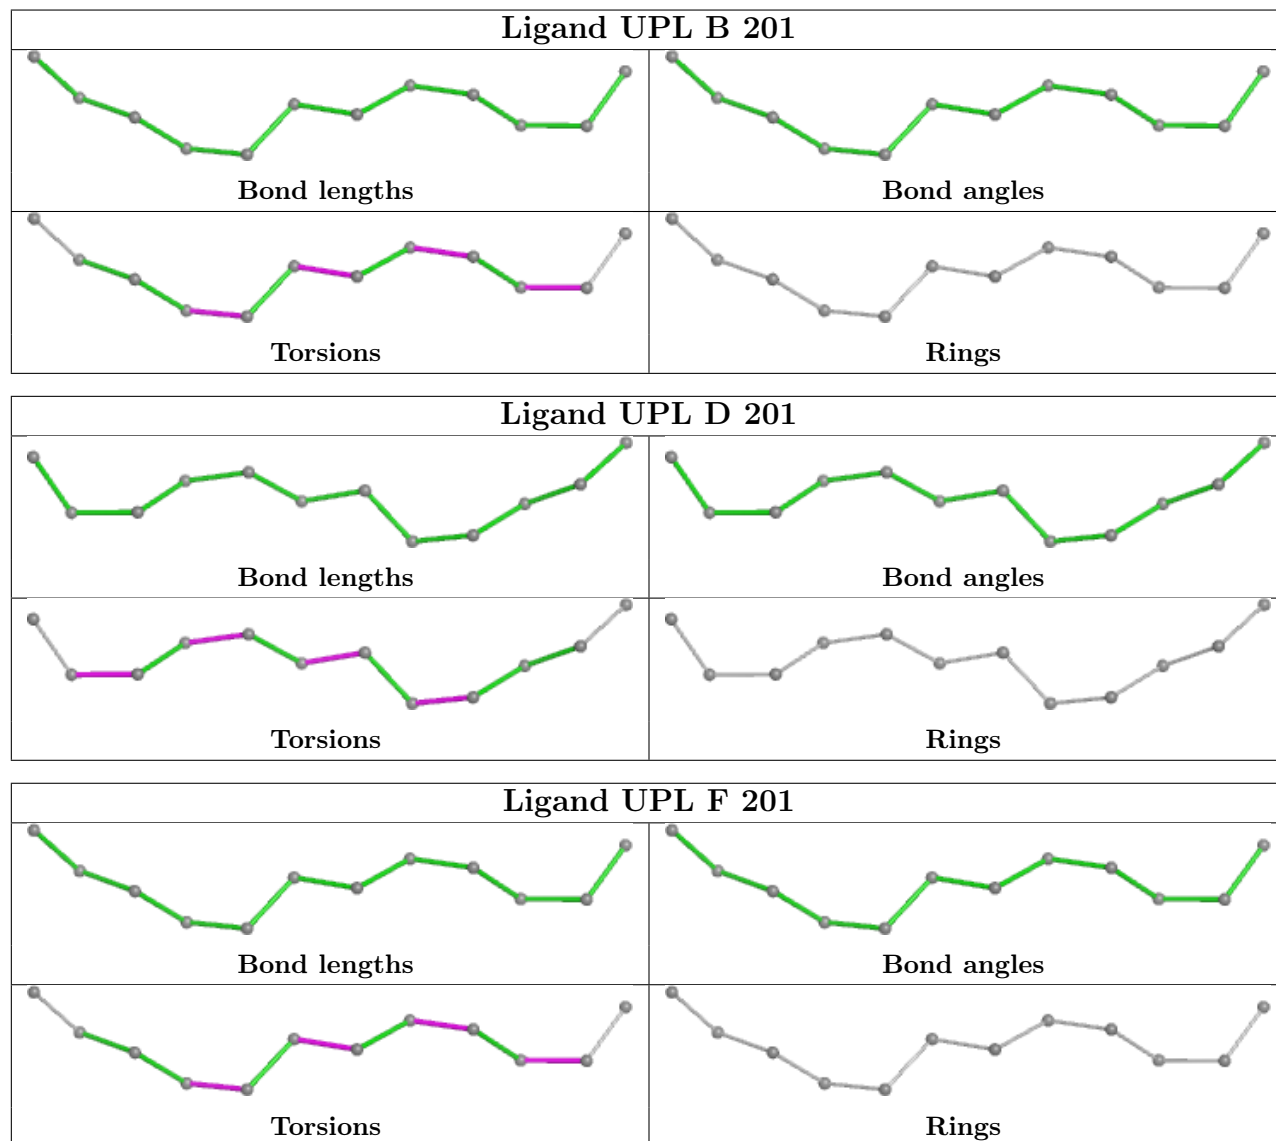 Ligand UPL B 201
Bond lengths
Bond angles
Torsions
Rings
Ligand UPL D 201
Bond lengths
Bond angles
Torsions
Rings
Ligand UPL F 201
Bond lengths
Bond angles
Torsions
Rings